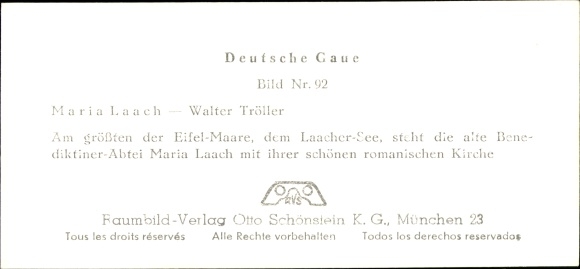 Deutsche Gaue
Bild Nr. 92
Maria Laach — Walter Tröller
Am größten der Eifel-Maare, dem Laacher-See, steht die alte Bene-
diktiner-Abtei Maria Laach mit ihrer schönen romanischen Kirche
RVS
Raumbild-Verlag Otto Schönstein K. G., München 23
Tous les droits réservés Alle Rechte vorbehalten Todos los derechos reservados